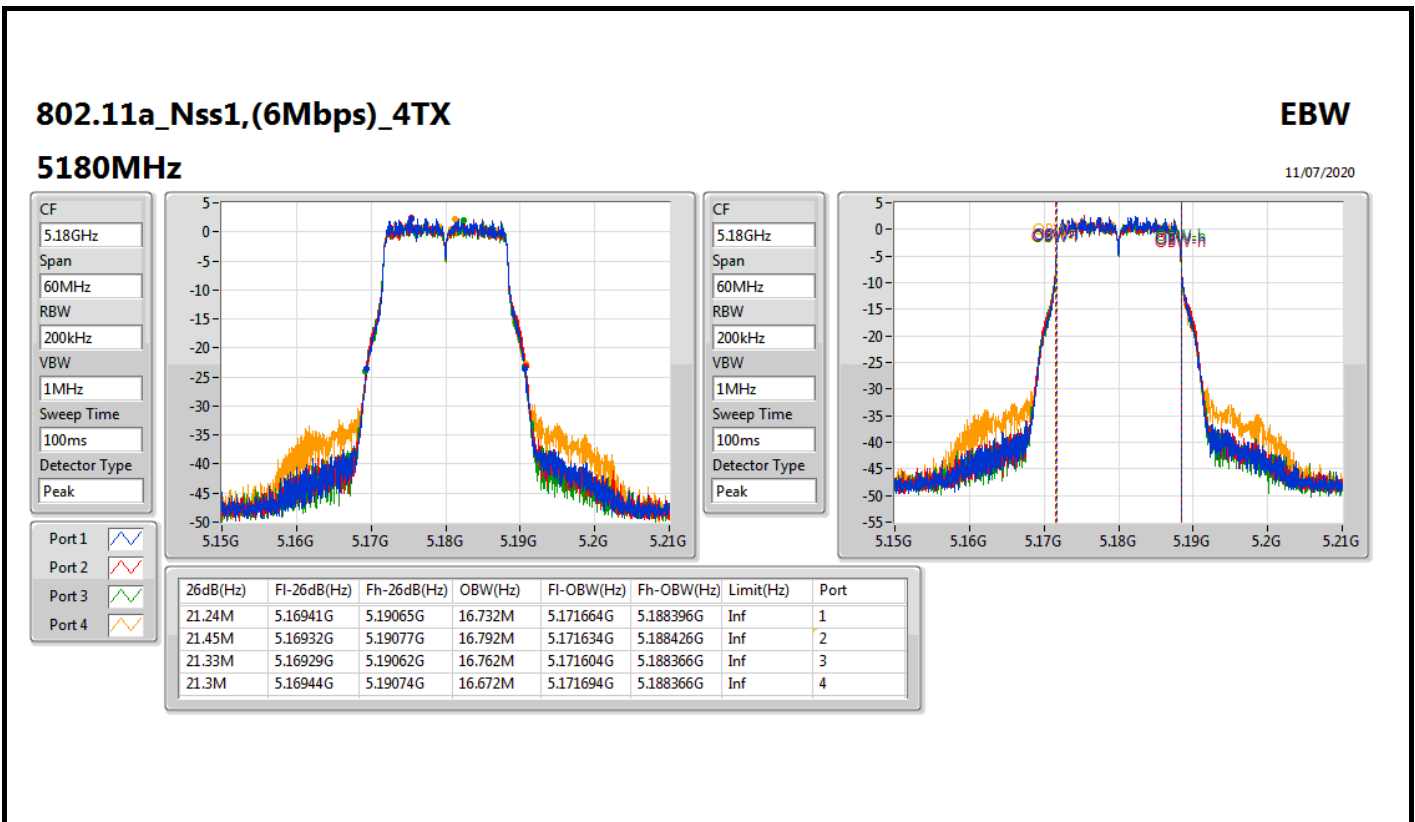 802.11a_Nss1,(6Mbps)_4TX
EBW
5180MHz
11/07/2020
CF
5.18GHz
Span
60MHz
RBW
200kHz
VBW
1MHz
Sweep Time
100ms
Detector Type
Peak
5
0
-5
-10
-15
-20
-25
-30
-35
-40
-45
-50
5.15G 5.16G 5.17G 5.18G 5.19G 5.2G 5.21G
CF
5.18GHz
Span
60MHz
RBW
200kHz
VBW
1MHz
Sweep Time
100ms
Detector Type
Peak
5
0
-5
-10
-15
-20
-25
-30
-35
-40
-45
-50
-55
OBW-h
5.15G 5.16G 5.17G 5.18G 5.19G 5.2G 5.21G
Port 1
Port 2
Port 3
Port 4
26dB(Hz) Fl-26dB(Hz) Fh-26dB(Hz) OBW(Hz) Fl-OBW(Hz) Fh-OBW(Hz) Limit(Hz) Port
21.24M 5.16941G 5.19065G 16.732M 5.171664G 5.188396G Inf 1
21.45M 5.16932G 5.19077G 16.792M 5.171634G 5.188426G Inf 2
21.33M 5.16929G 5.19062G 16.762M 5.171604G 5.188366G Inf 3
21.3M 5.16944G 5.19074G 16.672M 5.171694G 5.188366G Inf 4